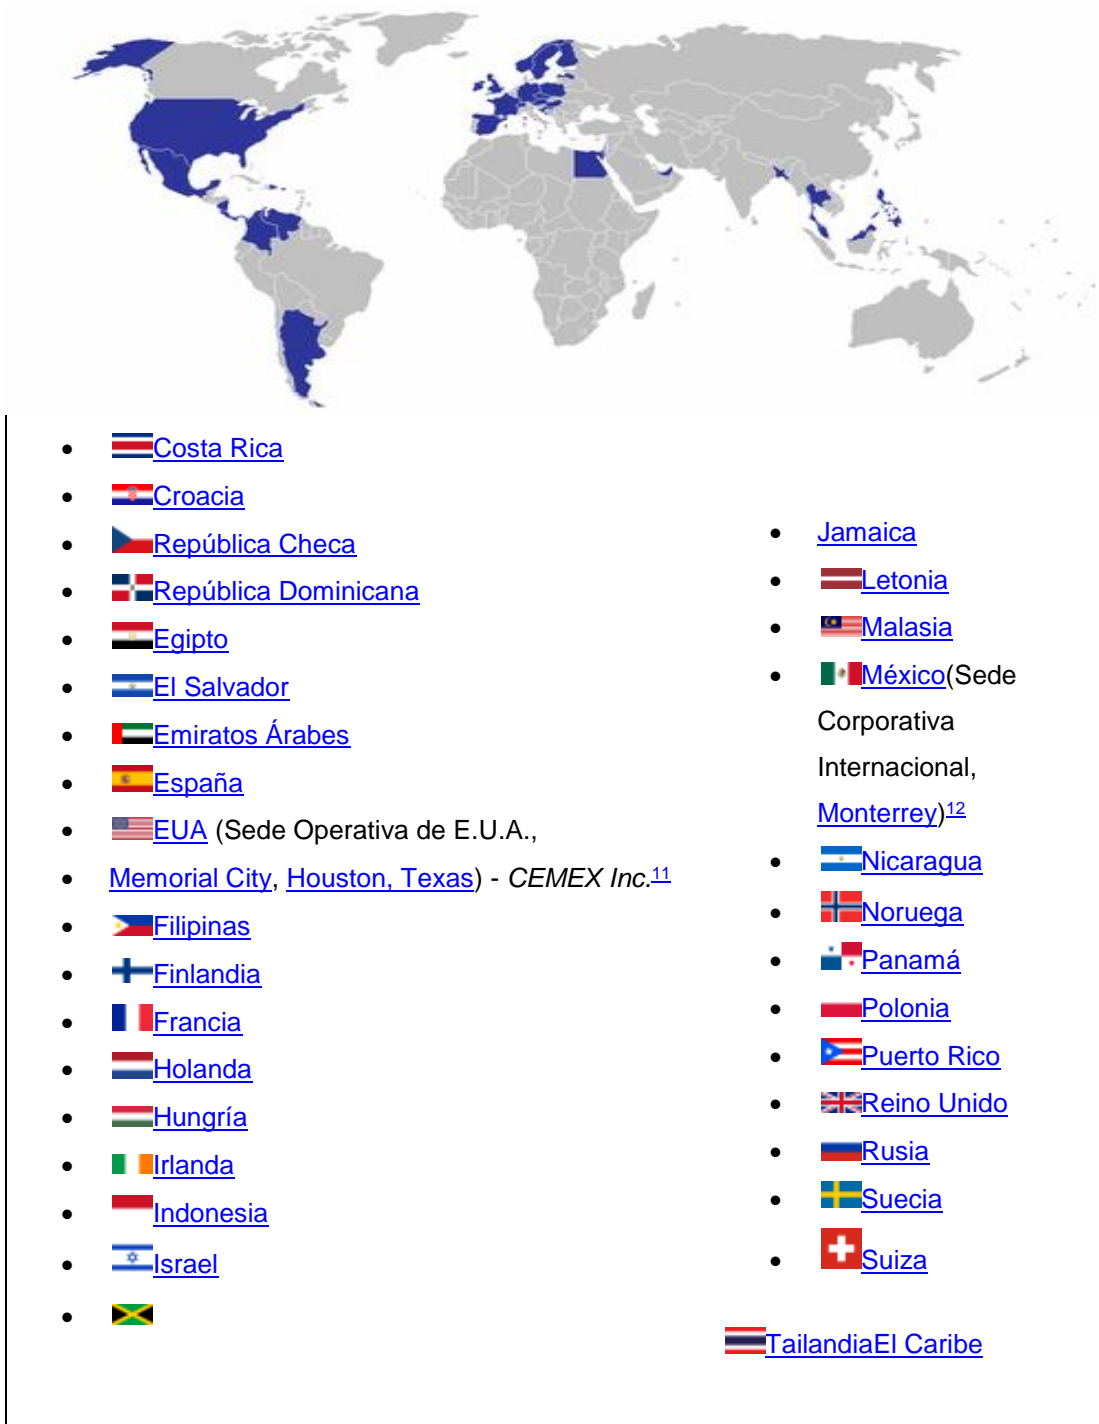 Costa Rica
Croacia
República Checa
República Dominicana
Egipto
El Salvador
Emiratos Árabes
España
EUA (Sede Operativa de E.U.A.,
Memorial City, Houston, Texas) - CEMEX Inc.11
Filipinas
Finlandia
Francia
Holanda
Hungría
Irlanda
Indonesia
Israel
Jamaica
Letonia
Malasia
México(Sede
Corporativa
Internacional,
Monterrey)12
Nicaragua
Noruega
Panamá
Polonia
Puerto Rico
Reino Unido
Rusia
Suecia
Suiza
TailandiaEl Caribe